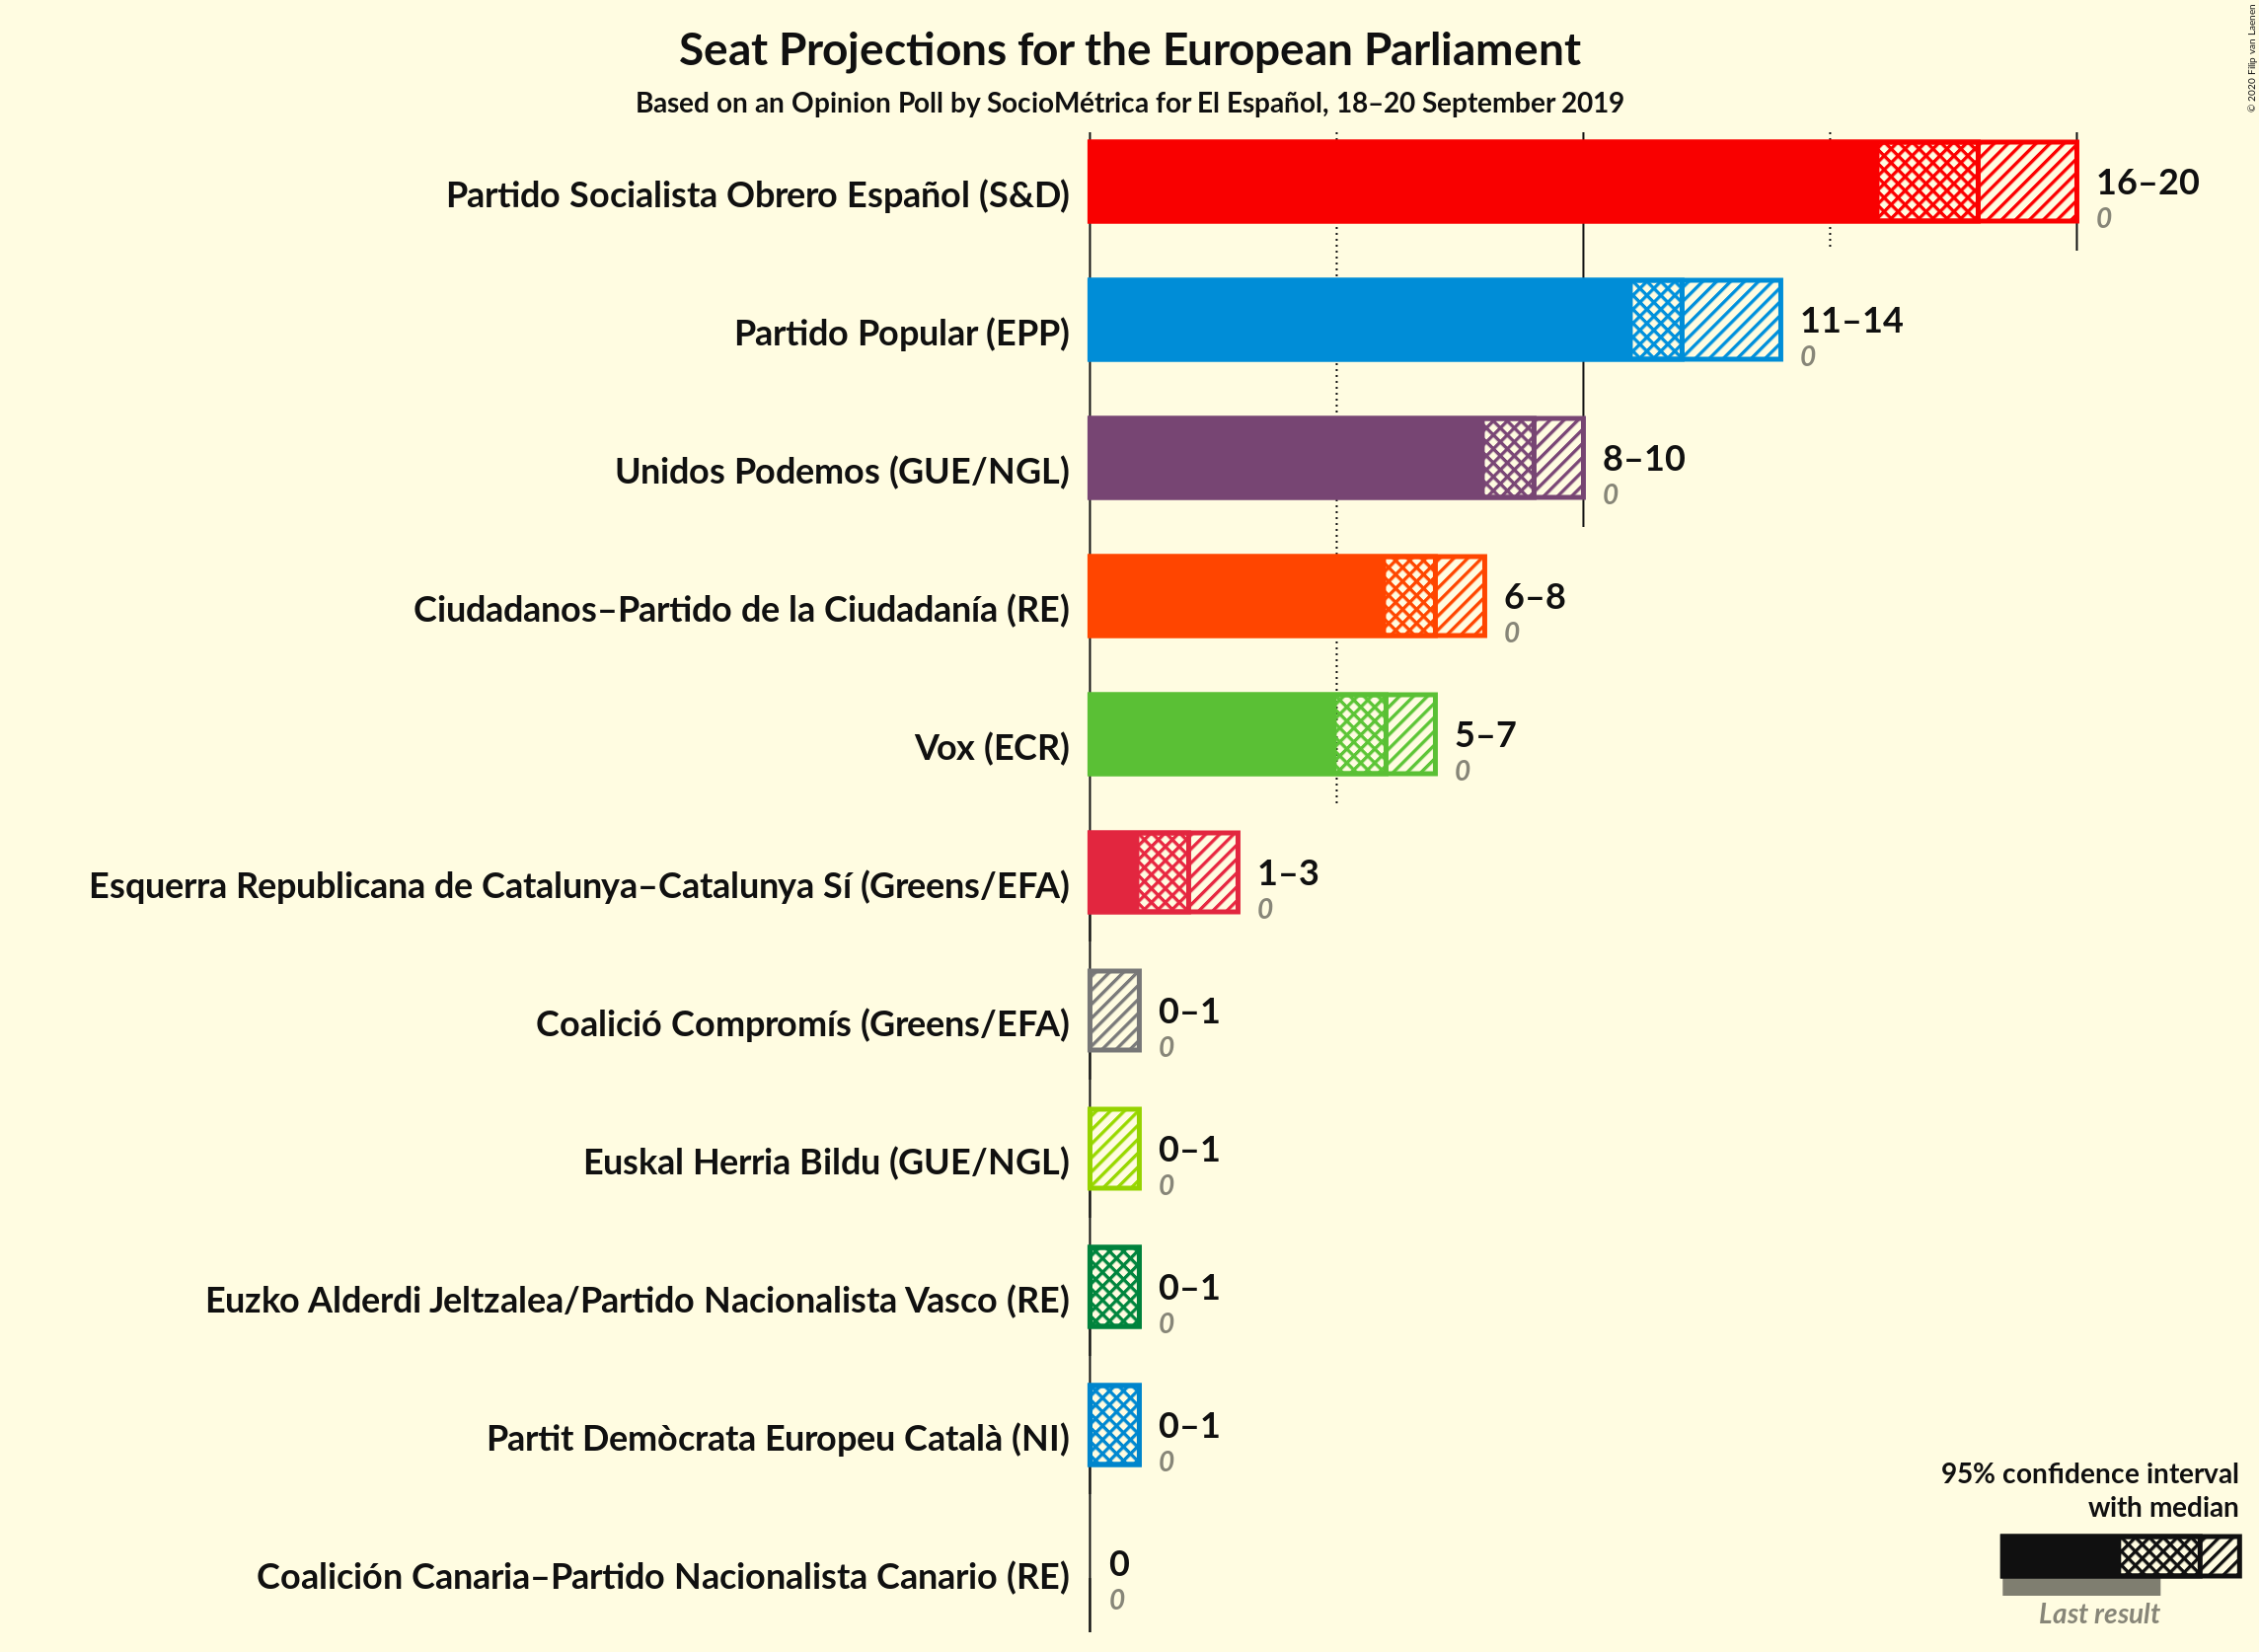 Seat Projections for the European Parliament
Based on an Opinion Poll by SocioMétrica for El Español, 18–20 September 2019
© 2020 Filip van Laenen
Partido Socialista Obrero Español (S&D)
16–20
0
Partido Popular (EPP)
11–14
0
Unidos Podemos (GUE/NGL)
8–10
0
Ciudadanos–Partido de la Ciudadanía (RE)
6–8
0
Vox (ECR)
5–7
0
Esquerra Republicana de Catalunya–Catalunya Sí (Greens/EFA)
1–3
0
Coalició Compromís (Greens/EFA)
0–1
0
Euskal Herria Bildu (GUE/NGL)
0–1
0
Euzko Alderdi Jeltzalea/Partido Nacionalista Vasco (RE)
0–1
0
Partit Demòcrata Europeu Català (NI)
0–1
0
Coalición Canaria–Partido Nacionalista Canario (RE)
0
0
95% confidence interval
with median
Last result